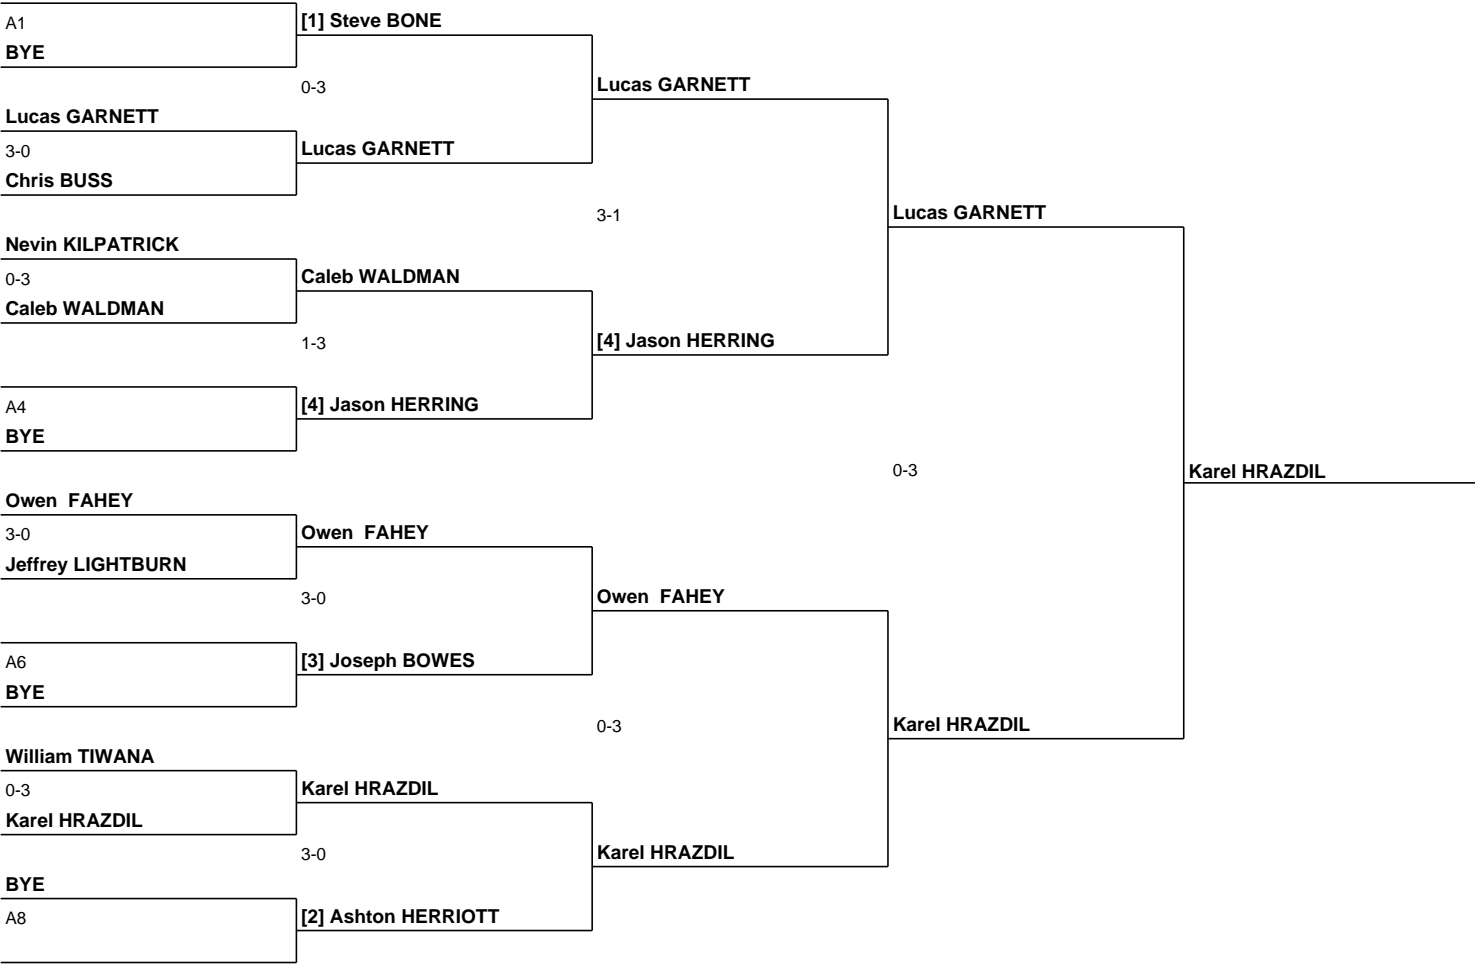 A1
BYE
[1] Steve BONE
0-3
Lucas GARNETT
3-0
Chris BUSS
Lucas GARNETT
Lucas GARNETT
3-1
Nevin KILPATRICK
0-3
Caleb WALDMAN
Caleb WALDMAN
1-3
A4
BYE
[4] Jason HERRING
[4] Jason HERRING
Lucas GARNETT
0-3
Owen  FAHEY
3-0
Jeffrey LIGHTBURN
Owen  FAHEY
3-0
A6
BYE
[3] Joseph BOWES
Owen  FAHEY
0-3
William TIWANA
0-3
Karel HRAZDIL
Karel HRAZDIL
3-0
BYE
A8
[2] Ashton HERRIOTT
Karel HRAZDIL
Karel HRAZDIL
Karel HRAZDIL